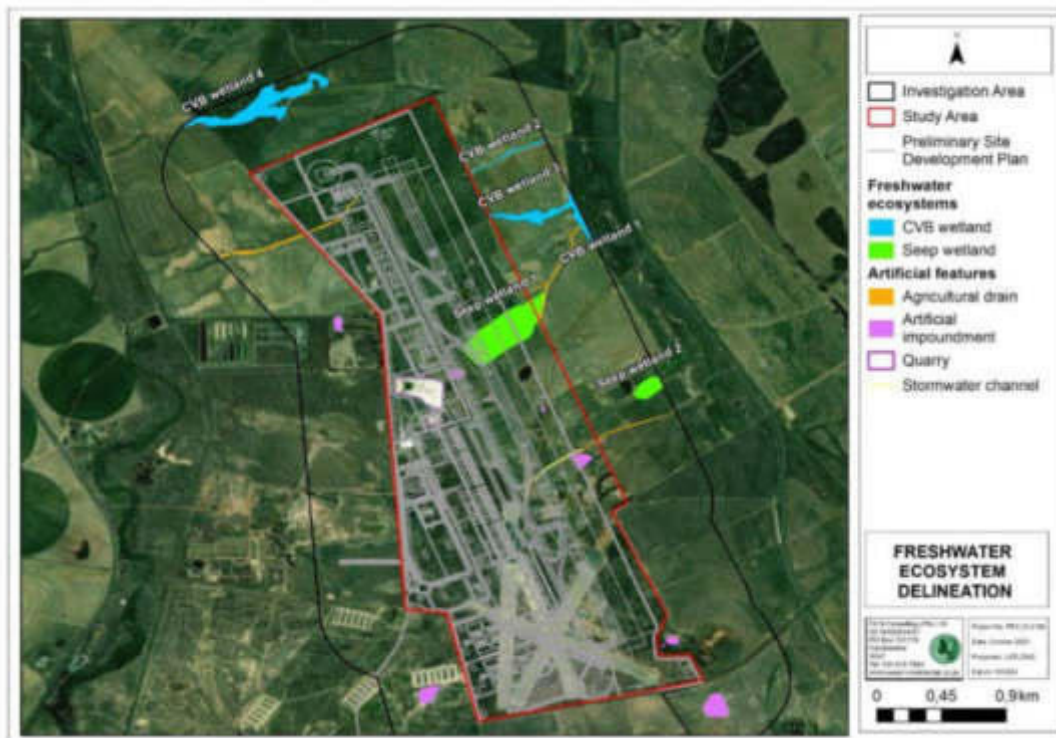 CVB wetland 4
CVB wetland 2
CVB wetland 3
CVB wetland 1
Seep wetland
Seep wetland 2
Investigation Area
Study Area
Preliminary Site
Development Plan
Freshwater
ecosystems
CVB wetland
Seep wetland
Artificial features
Agricultural drain
Artificial
impoundment
Quarry
Stormwater channel
FRESHWATER
ECOSYSTEM
DELINEATION
0 0,45 0,9 km